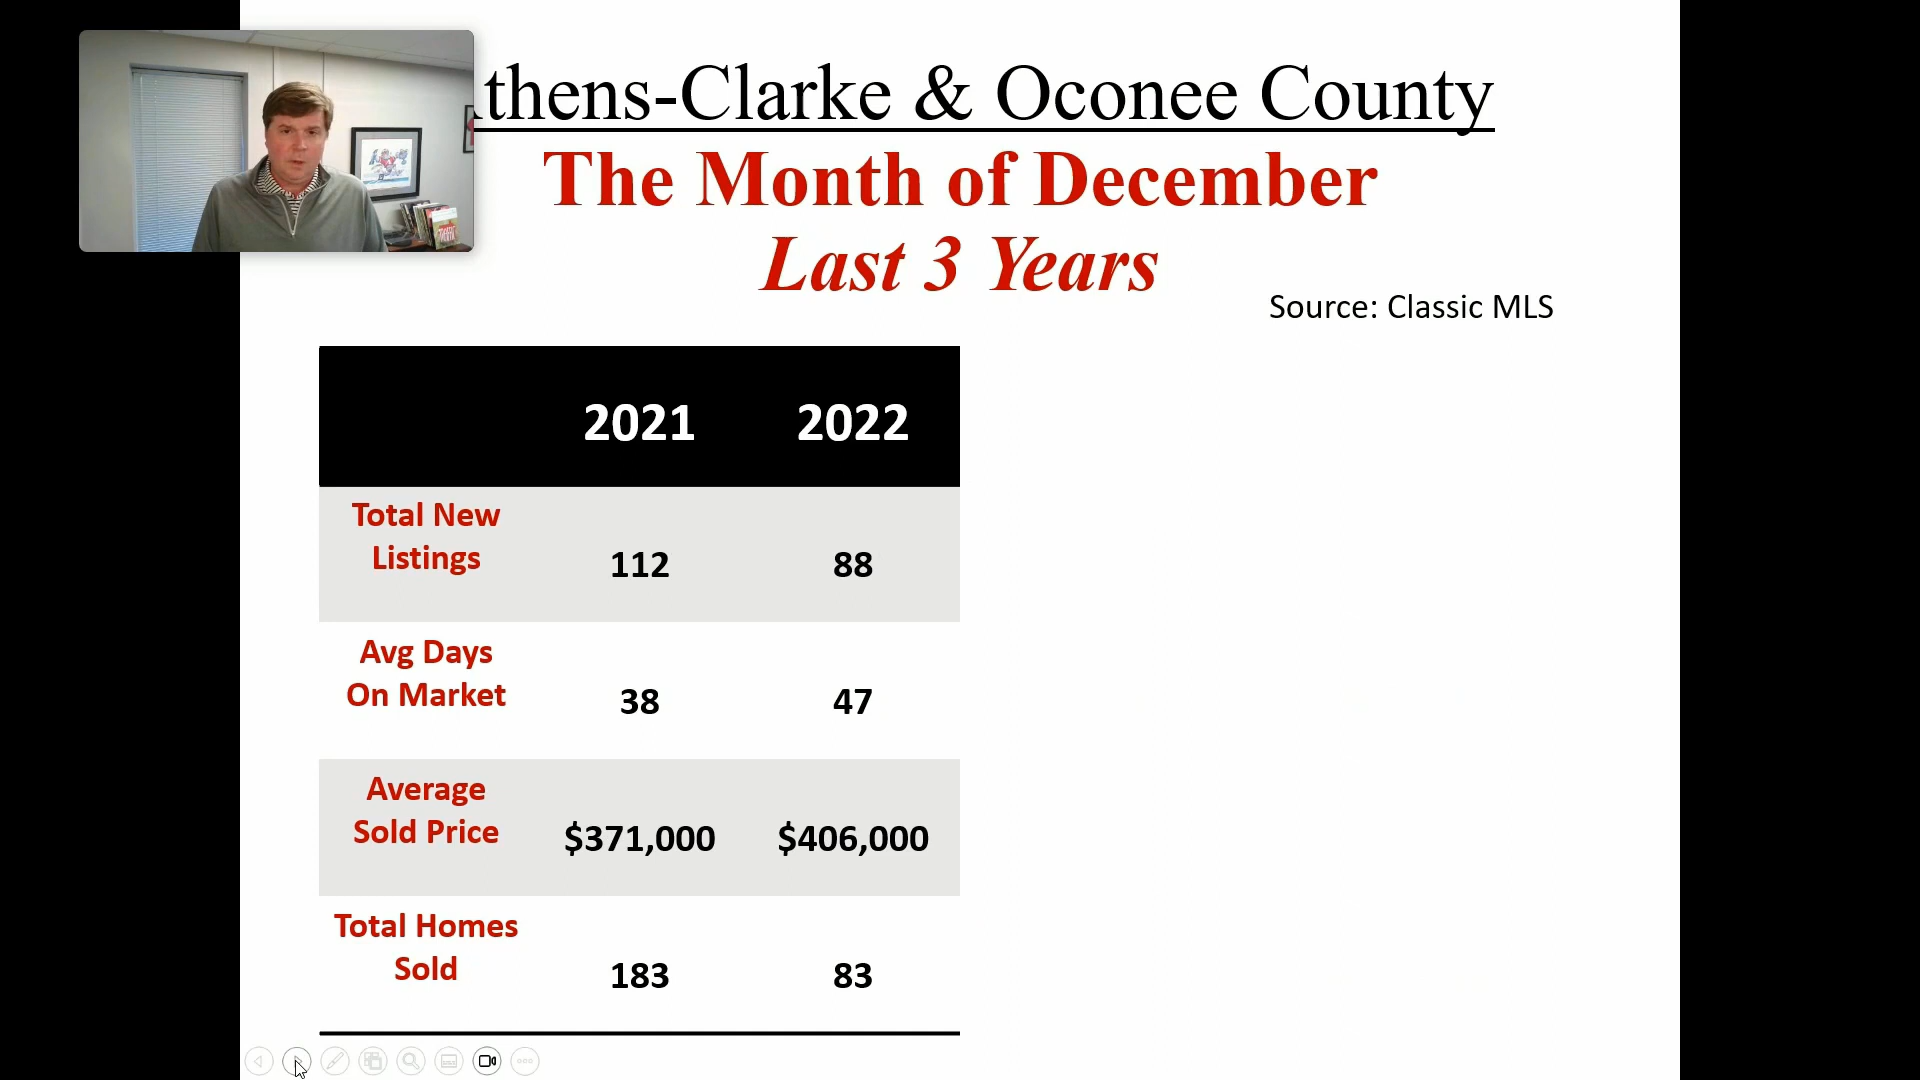 thens-Clarke & Oconee County
The Month of December
Last 3 Years
Source: Classic MLS
2021 2022
Total New
Listings 112 88
Avg Days
On Market 38 47
Average
Sold Price $371,000 $406,000
Total Homes
Sold 183 83